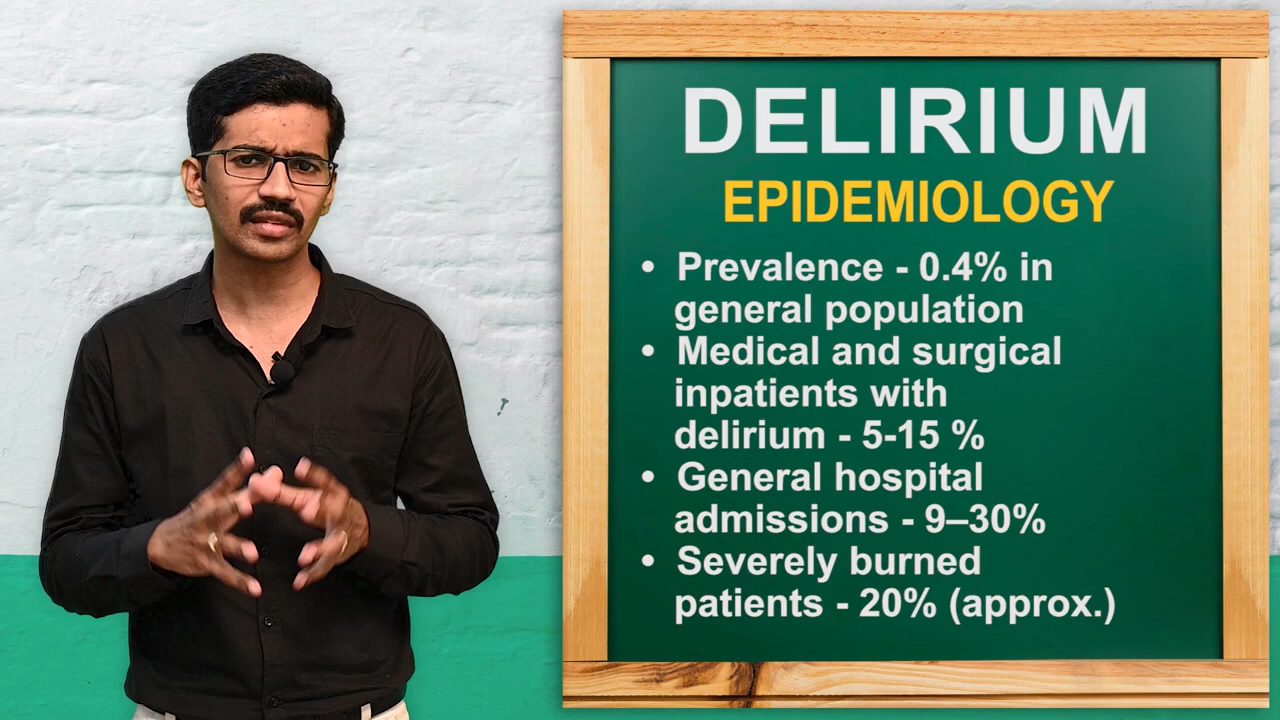 DELIRIUM
EPIDEMIOLOGY
• Prevalence - 0.4% in
general population
• Medical and surgical
inpatients with
delirium - 5-15 %
• General hospital
admissions - 9–30%
• Severely burned
patients - 20% (approx.)